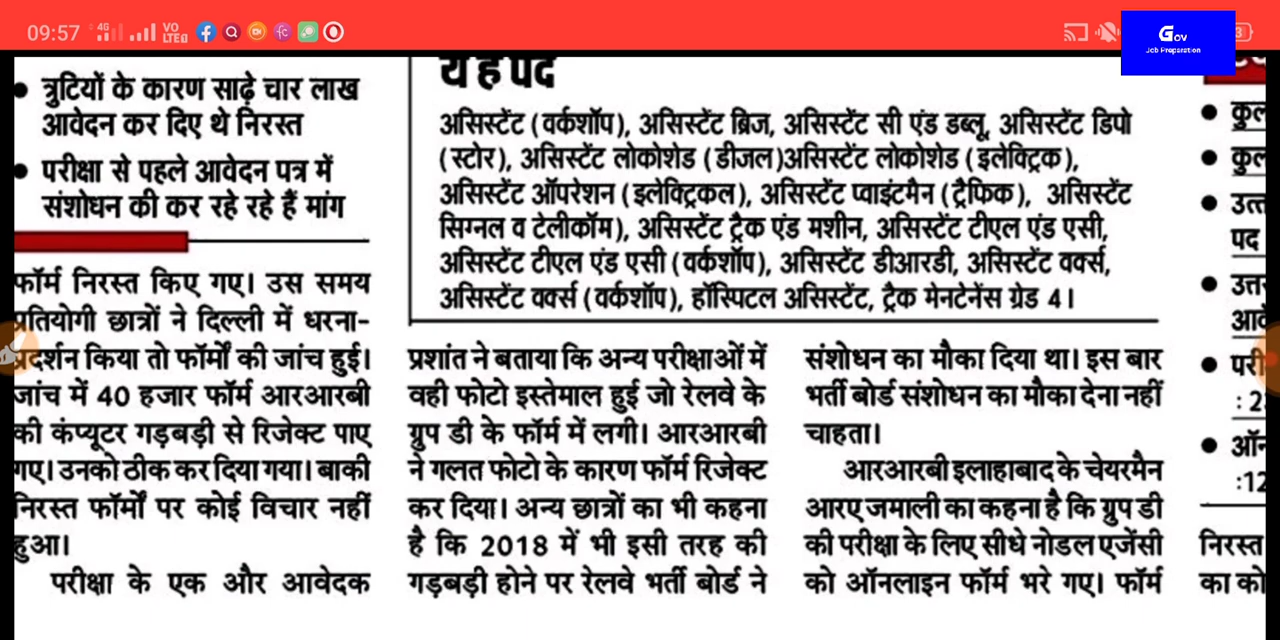 09:57
4G
VO
LTE
Gov
Job Preparation
त्रुटियों के कारण साढ़े चार लाख
आवेदन कर दिए थे निरस्त
परीक्षा से पहले आवेदन पत्र में
संशोधन की कर रहे रहे हैं मांग
फॉर्म निरस्त किए गए। उस समय
प्रतियोगी छात्रों ने दिल्ली में धरना-
प्रदर्शन किया तो फॉर्मों की जांच हुई।
जांच में 40 हजार फॉर्म आरआरबी
की कंप्यूटर गड़बड़ी से रिजेक्ट पाए
गए। उनको ठीक कर दिया गया। बाकी
निरस्त फॉर्मों पर कोई विचार नहीं
हुआ।
परीक्षा के एक और आवेदक
ये हैं पद
असिस्टेंट (वर्कशॉप), असिस्टेंट ब्रिज, असिस्टेंट सी एंड डब्लू, असिस्टेंट डिपो
(स्टोर), असिस्टेंट लोकोशेड (डीजल)असिस्टेंट लोकोशेड (इलेक्ट्रिक),
असिस्टेंट ऑपरेशन (इलेक्ट्रिकल), असिस्टेंट प्वाइंटमैन (ट्रैफिक), असिस्टेंट
सिग्नल व टेलीकॉम), असिस्टेंट ट्रैक एंड मशीन, असिस्टेंट टीएल एंड एसी,
असिस्टेंट टीएल एंड एसी (वर्कशॉप), असिस्टेंट डीआरडी, असिस्टेंट वर्क्स,
असिस्टेंट वर्क्स (वर्कशॉप), हॉस्पिटल असिस्टेंट, ट्रैक मेनटेनेंस ग्रेड 4।
प्रशांत ने बताया कि अन्य परीक्षाओं में
वही फोटो इस्तेमाल हुई जो रेलवे के
ग्रुप डी के फॉर्म में लगी। आरआरबी
ने गलत फोटो के कारण फॉर्म रिजेक्ट
कर दिया। अन्य छात्रों का भी कहना
है कि 2018 में भी इसी तरह की
गड़बड़ी होने पर रेलवे भर्ती बोर्ड ने
संशोधन का मौका दिया था। इस बार
भर्ती बोर्ड संशोधन का मौका देना नहीं
चाहता।
आरआरबी इलाहाबाद के चेयरमैन
आरए जमाली का कहना है कि ग्रुप डी
की परीक्षा के लिए सीधे नोडल एजेंसी
को ऑनलाइन फॉर्म भरे गए। फॉर्म
पद
:12
निरस्त
का को